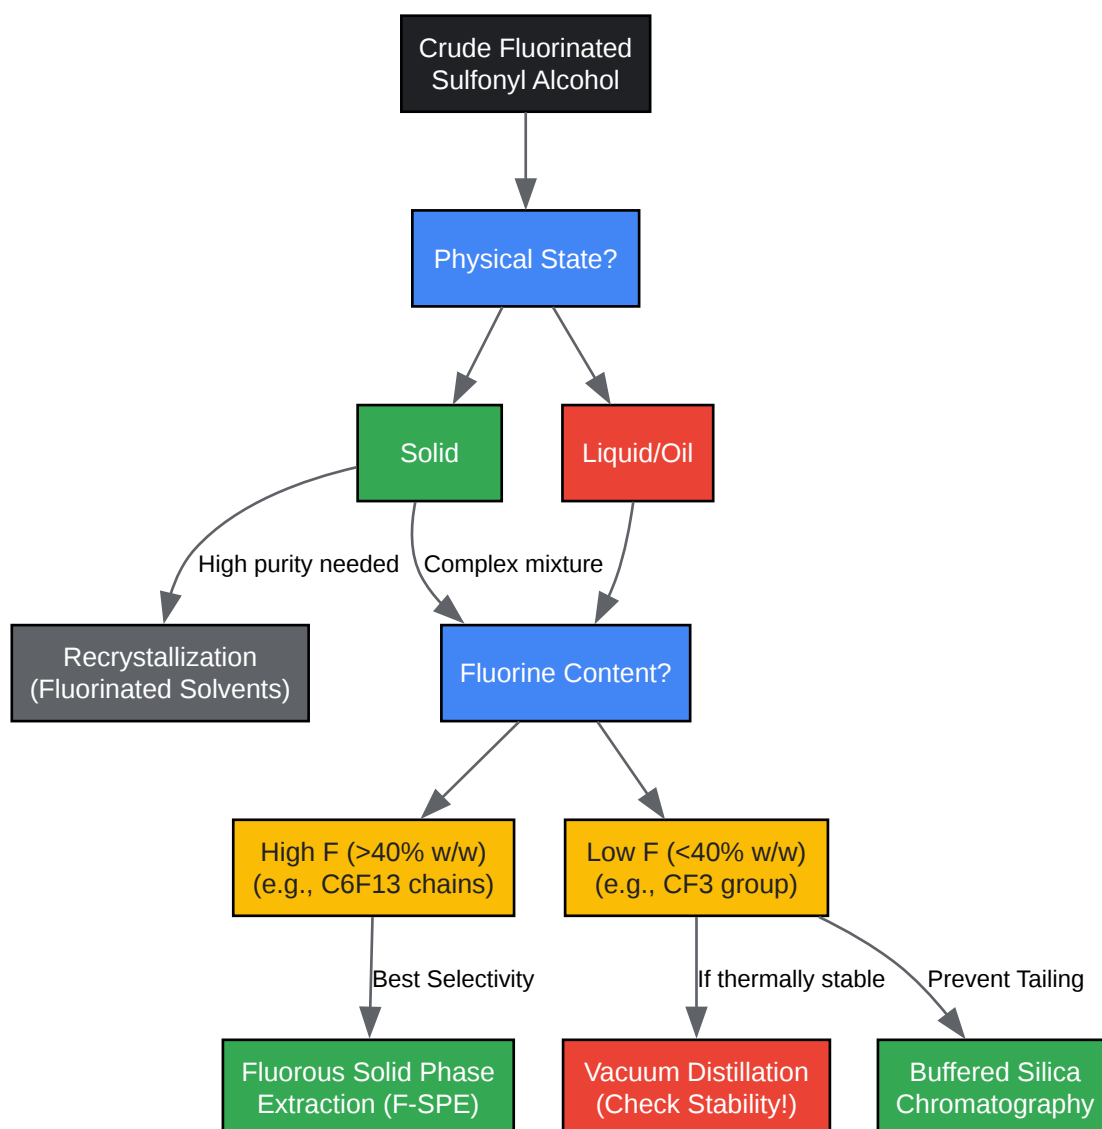 Crude Fluorinated
Sulfonyl Alcohol
Physical State?
Solid
Liquid/Oil
High purity needed
Complex mixture
Recrystallization
(Fluorinated Solvents)
Fluorine Content?
High F (>40% w/w)
(e.g., C6F13 chains)
Low F (<40% w/w)
(e.g., CF3 group)
Best Selectivity
If thermally stable
Prevent Tailing
Fluorous Solid Phase
Extraction (F-SPE)
Vacuum Distillation
(Check Stability!)
Buffered Silica
Chromatography